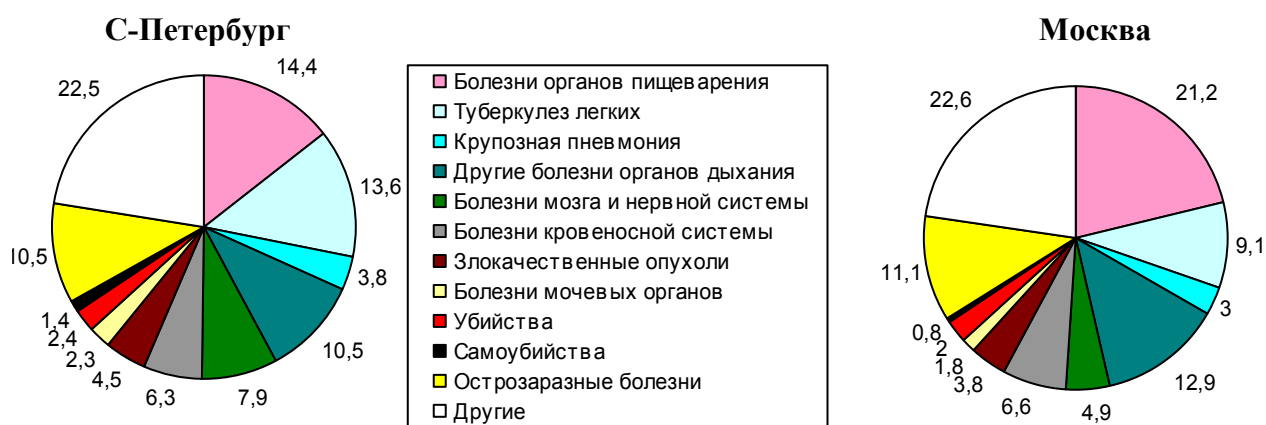 С-Петербург
22,5
14,4
13,6
3,8
10,5
7,9
6,3
4,5
2,3
2,4
1,4
10,5
Болезни органов пищеварения
Туберкулез легких
Крупозная пневмония
Другие болезни органов дыхания
Болезни мозга и нервной системы
Болезни кровеносной системы
Злокачественные опухоли
Болезни мочевых органов
Убийства
Самоубийства
Острозаразные болезни
Другие
Москва
22,6
21,2
9,1
3
12,9
4,9
6,6
3,8
1,8
2
0,8
11,1